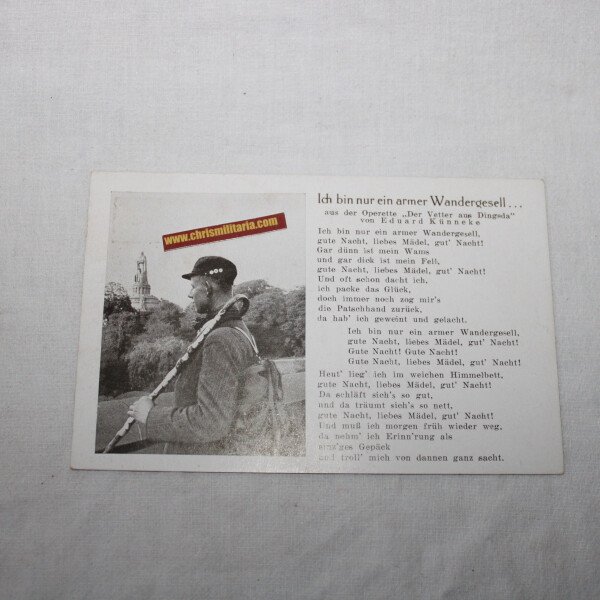 www.chrismilitaria.com
Ich bin nur ein armer Wandergesell...
aus der Operette „Der Vetter aus Dingsda"
von Eduard Künneke
Ich bin nur ein armer Wandergesell,
gute Nacht, liebes Mädel, gut' Nacht!
Gar dünn ist mein Wams
und gar dick ist mein Fell,
gute Nacht, liebes Mädel, gut' Nacht!
Und oft schon dacht ich,
ich packe das Glück,
doch immer noch zog mir's
die Patschhand zurück,
da hab' ich geweint und gelacht.
Ich bin nur ein armer Wandergesell,
gute Nacht, liebes Mädel, gut' Nacht!
Gute Nacht! Gute Nacht!
Gute Nacht, liebes Mädel, gut' Nacht!
Heut' lieg' ich im weichen Himmelbett,
gute Nacht, liebes Mädel, gut' Nacht!
Da schläft sich's so gut,
und da träumt sich's so nett,
gute Nacht, liebes Mädel, gut' Nacht!
Und muß ich morgen früh wieder weg,
da nehm' ich Erinn'rung als
einz'ges Gepäck
und troll' mich von dannen ganz sacht.